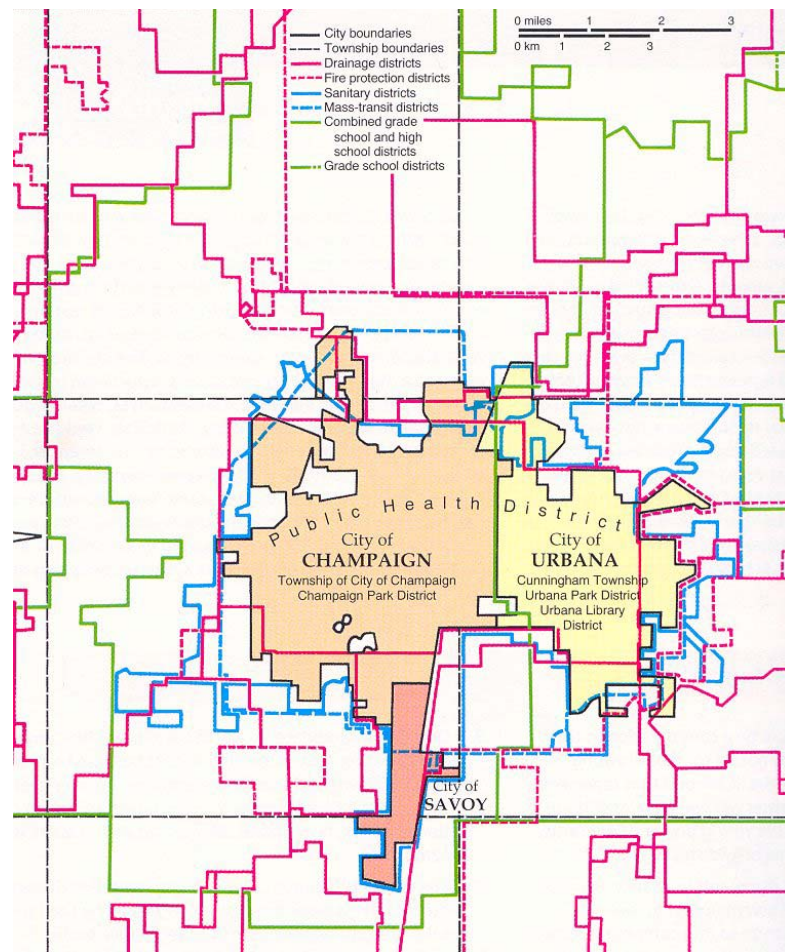 0 miles 1 2 3
0 km 1 2 3
City boundaries
Township boundaries
Drainage districts
Fire protection districts
Sanitary districts
Mass-transit districts
Combined grade
school and high
school districts
Grade school districts
Public Health District
City of
CHAMPAIGN
Township of City of Champaign
Champaign Park District
City of
URBANA
Cunningham Township
Urbana Park District
Urbana Library
District
City of
SAVOY